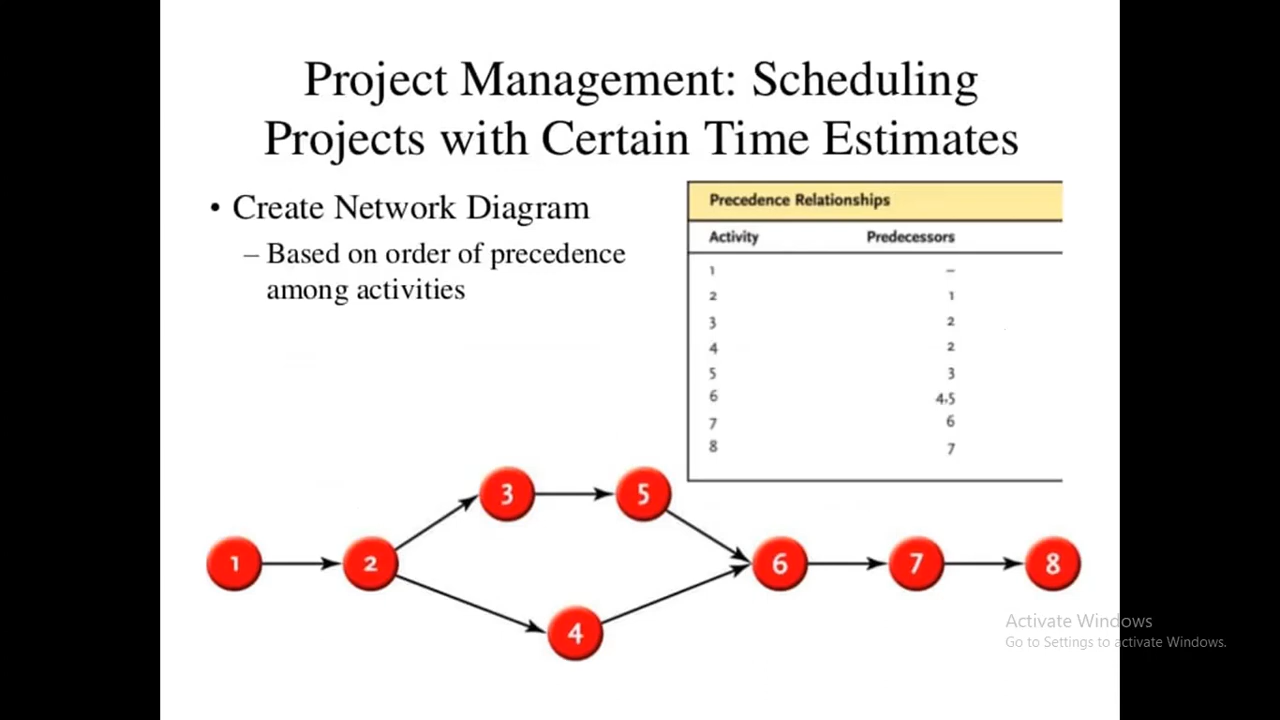 Project Management: Scheduling
Projects with Certain Time Estimates
• Create Network Diagram
– Based on order of precedence
among activities
Precedence Relationships
Activity Predecessors
1 –
2 1
3 2
4 2
5 3
6 4,5
7 6
8 7
3 5
1 2 6 7 8
4
Activate Windows
Go to Settings to activate Windows.